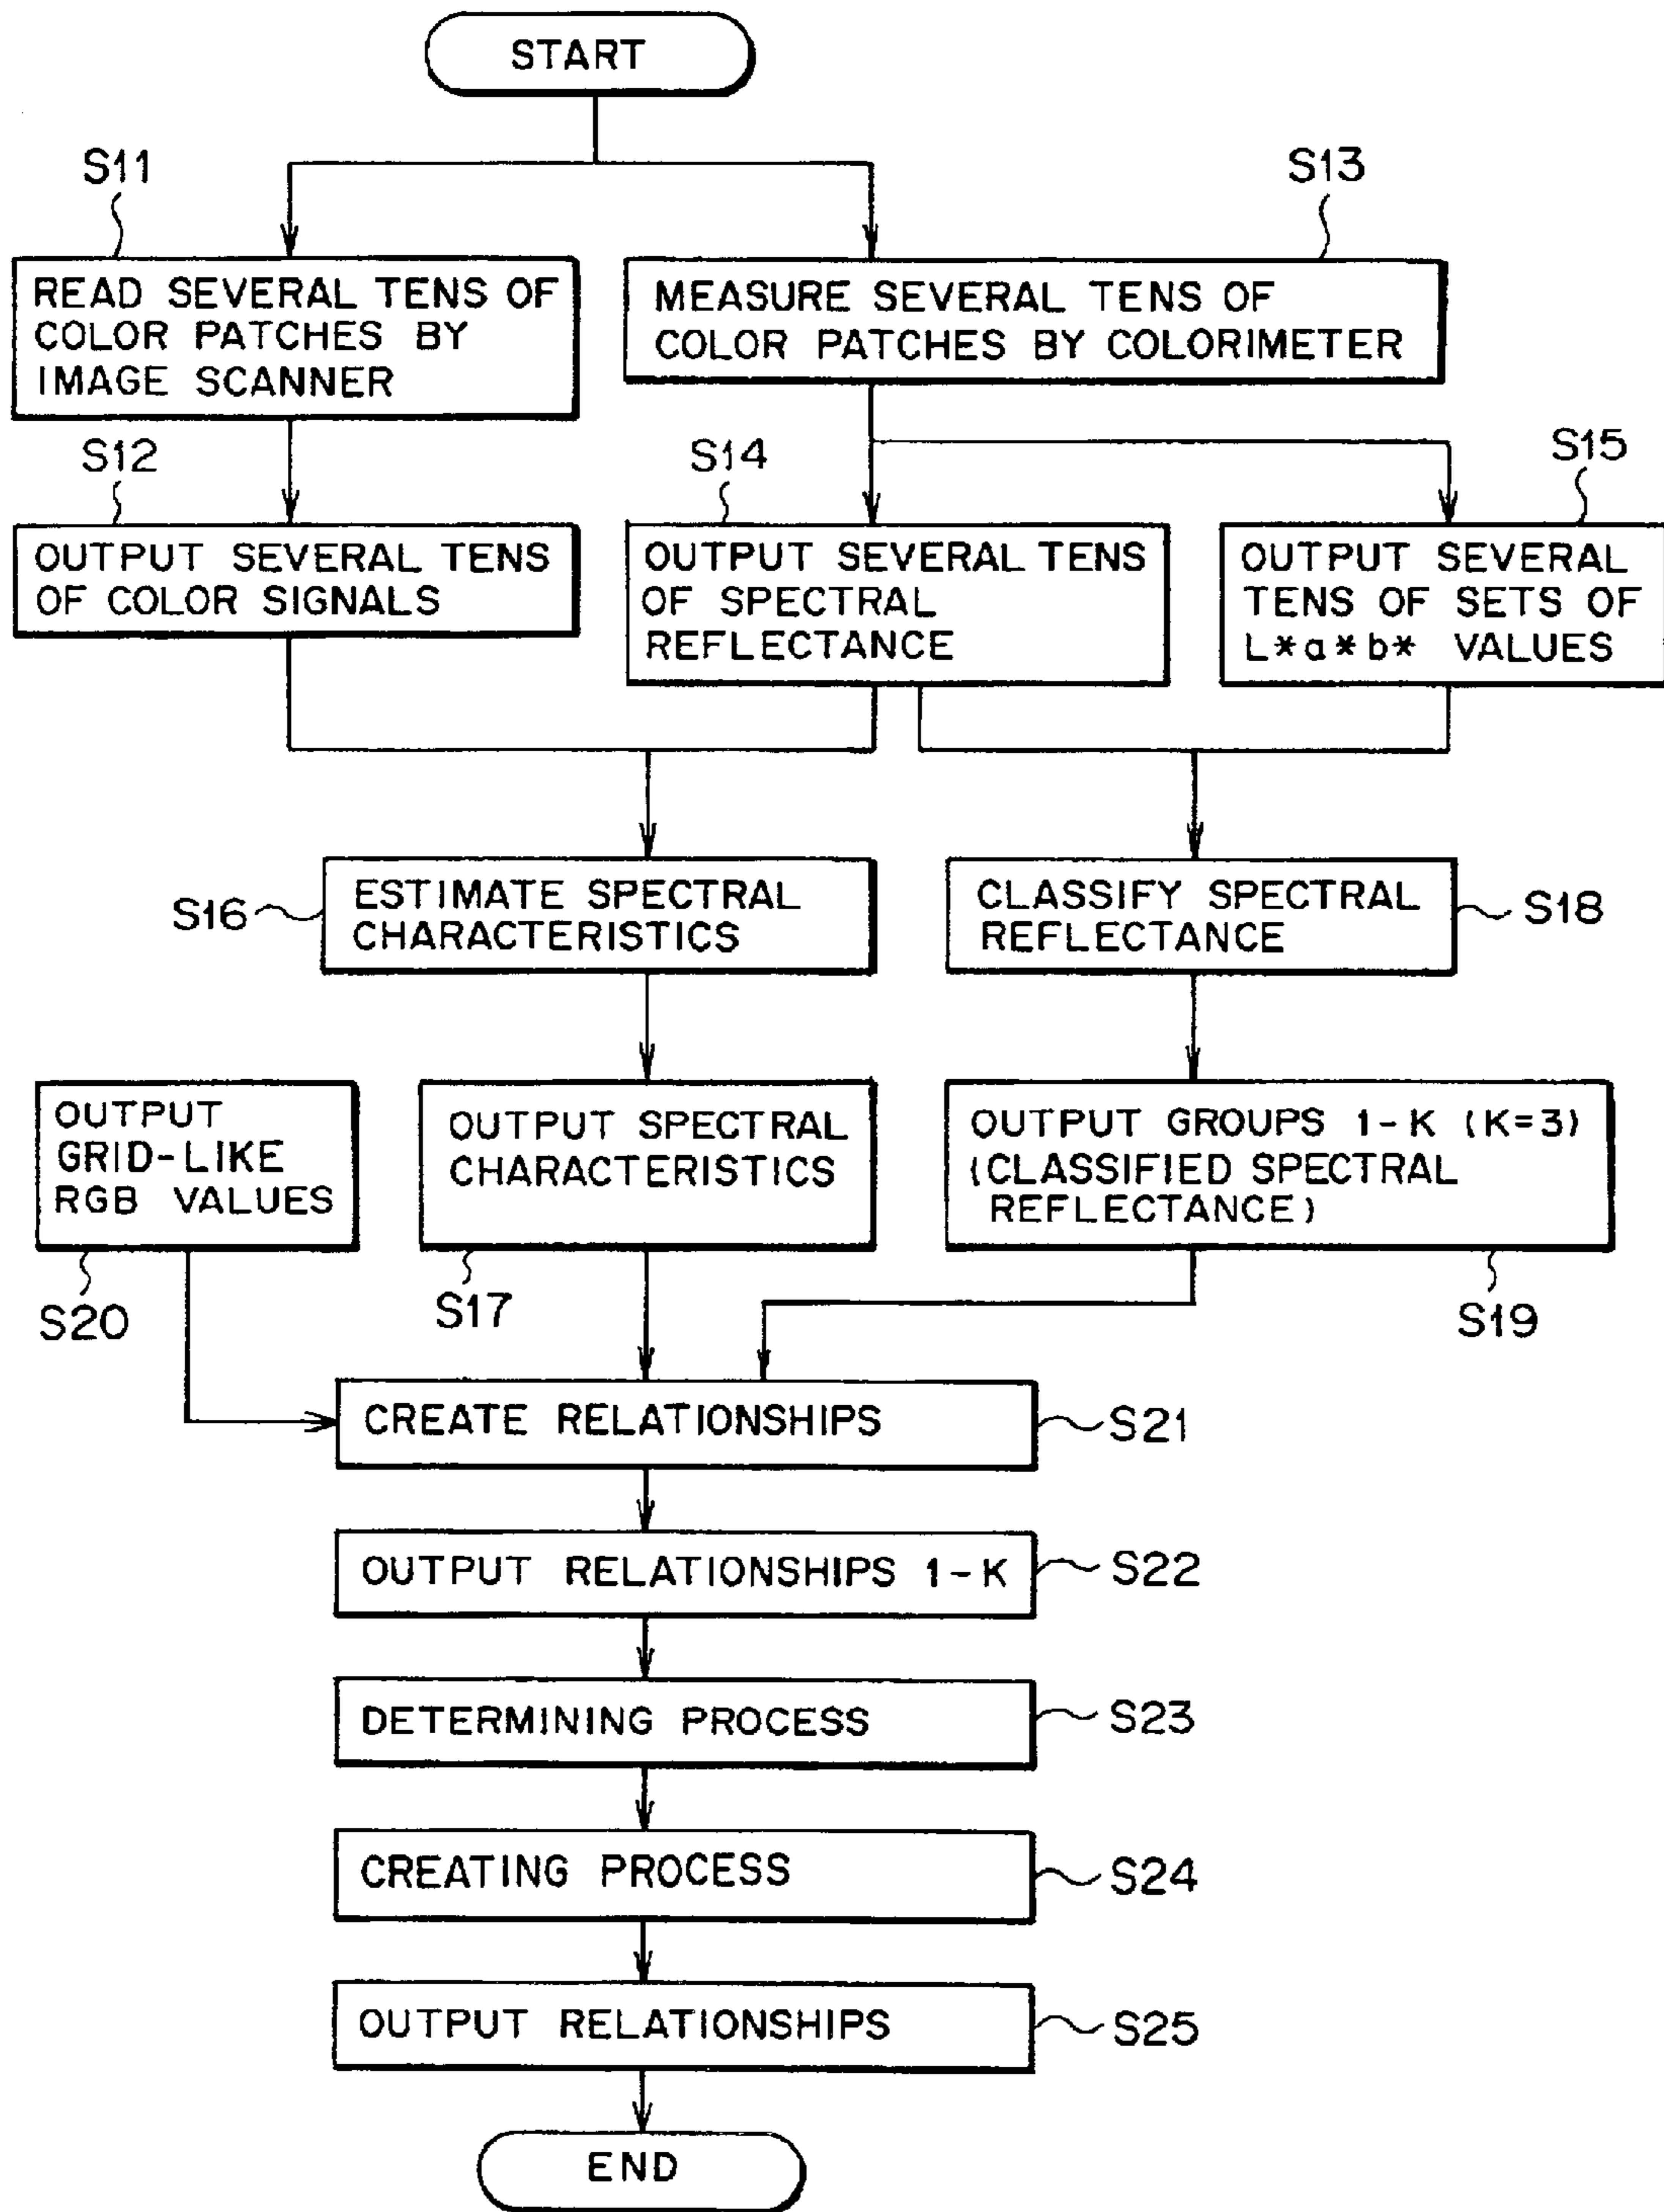 START
S11
S13
READ SEVERAL TENS OF
COLOR PATCHES BY
IMAGE SCANNER
MEASURE SEVERAL TENS OF
COLOR PATCHES BY COLORIMETER
S12
S14
S15
OUTPUT SEVERAL TENS
OF COLOR SIGNALS
OUTPUT SEVERAL TENS
OF SPECTRAL
REFLECTANCE
OUTPUT SEVERAL
TENS OF SETS OF
L*a*b* VALUES
S16
ESTIMATE SPECTRAL
CHARACTERISTICS
CLASSIFY SPECTRAL
REFLECTANCE
S18
OUTPUT
GRID-LIKE
RGB VALUES
OUTPUT SPECTRAL
CHARACTERISTICS
OUTPUT GROUPS 1-K (K=3)
(CLASSIFIED SPECTRAL
REFLECTANCE)
S20
S17
S19
CREATE RELATIONSHIPS
S21
OUTPUT RELATIONSHIPS 1-K
S22
DETERMINING PROCESS
S23
CREATING PROCESS
S24
OUTPUT RELATIONSHIPS
S25
END